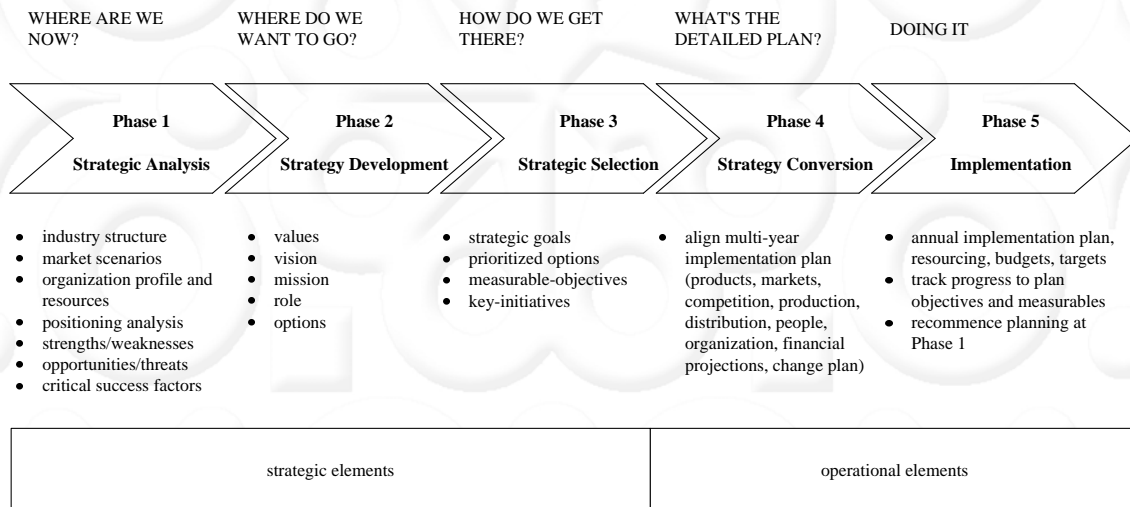 WHERE ARE WE
NOW?
WHERE DO WE
WANT TO GO?
HOW DO WE GET
THERE?
WHAT'S THE
DETAILED PLAN?
DOING IT
Phase 1
Strategic Analysis
Phase 2
Strategy Development
Phase 3
Strategic Selection
Phase 4
Strategy Conversion
Phase 5
Implementation
• industry structure
• market scenarios
• organization profile and
resources
• positioning analysis
• strengths/weaknesses
• opportunities/threats
• critical success factors
• values
• vision
• mission
• role
• options
• strategic goals
• prioritized options
• measurable-objectives
• key-initiatives
• align multi-year
implementation plan
(products, markets,
competition, production,
distribution, people,
organization, financial
projections, change plan)
• annual implementation plan,
resourcing, budgets, targets
• track progress to plan
objectives and measurables
• recommence planning at
Phase 1
strategic elements
operational elements